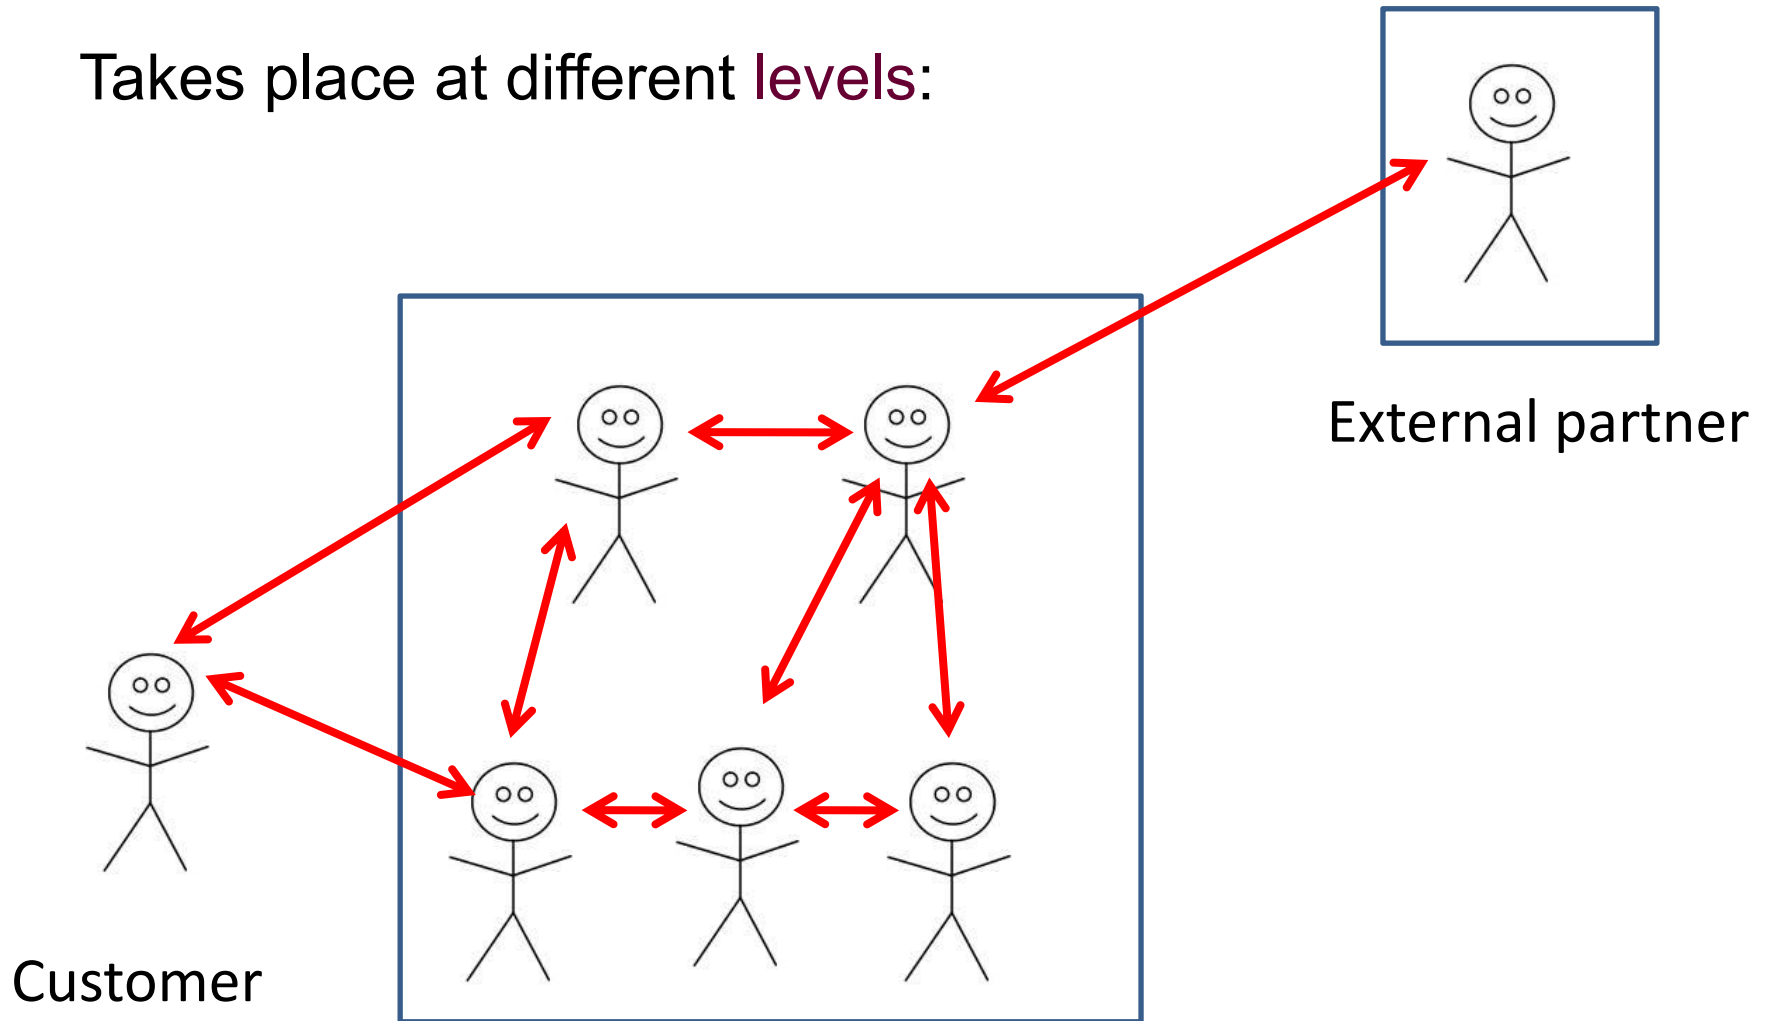 Takes place at different levels:
External partner
Customer